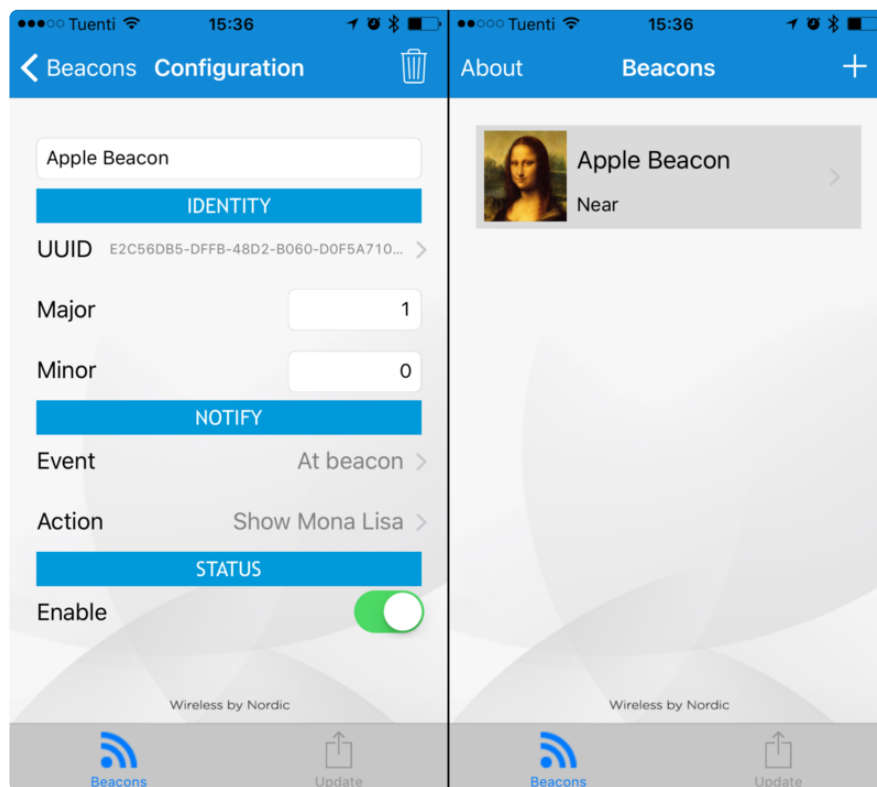 Tuenti 15:36
Beacons Configuration
Apple Beacon
IDENTITY
UUID E2C56DB5-DFFB-48D2-B060-D0F5A710...
Major 1
Minor 0
NOTIFY
Event At beacon
Action Show Mona Lisa
STATUS
Enable
Wireless by Nordic
Beacons Update
Tuenti 15:36
About Beacons
Apple Beacon
Near
Wireless by Nordic
Beacons Update